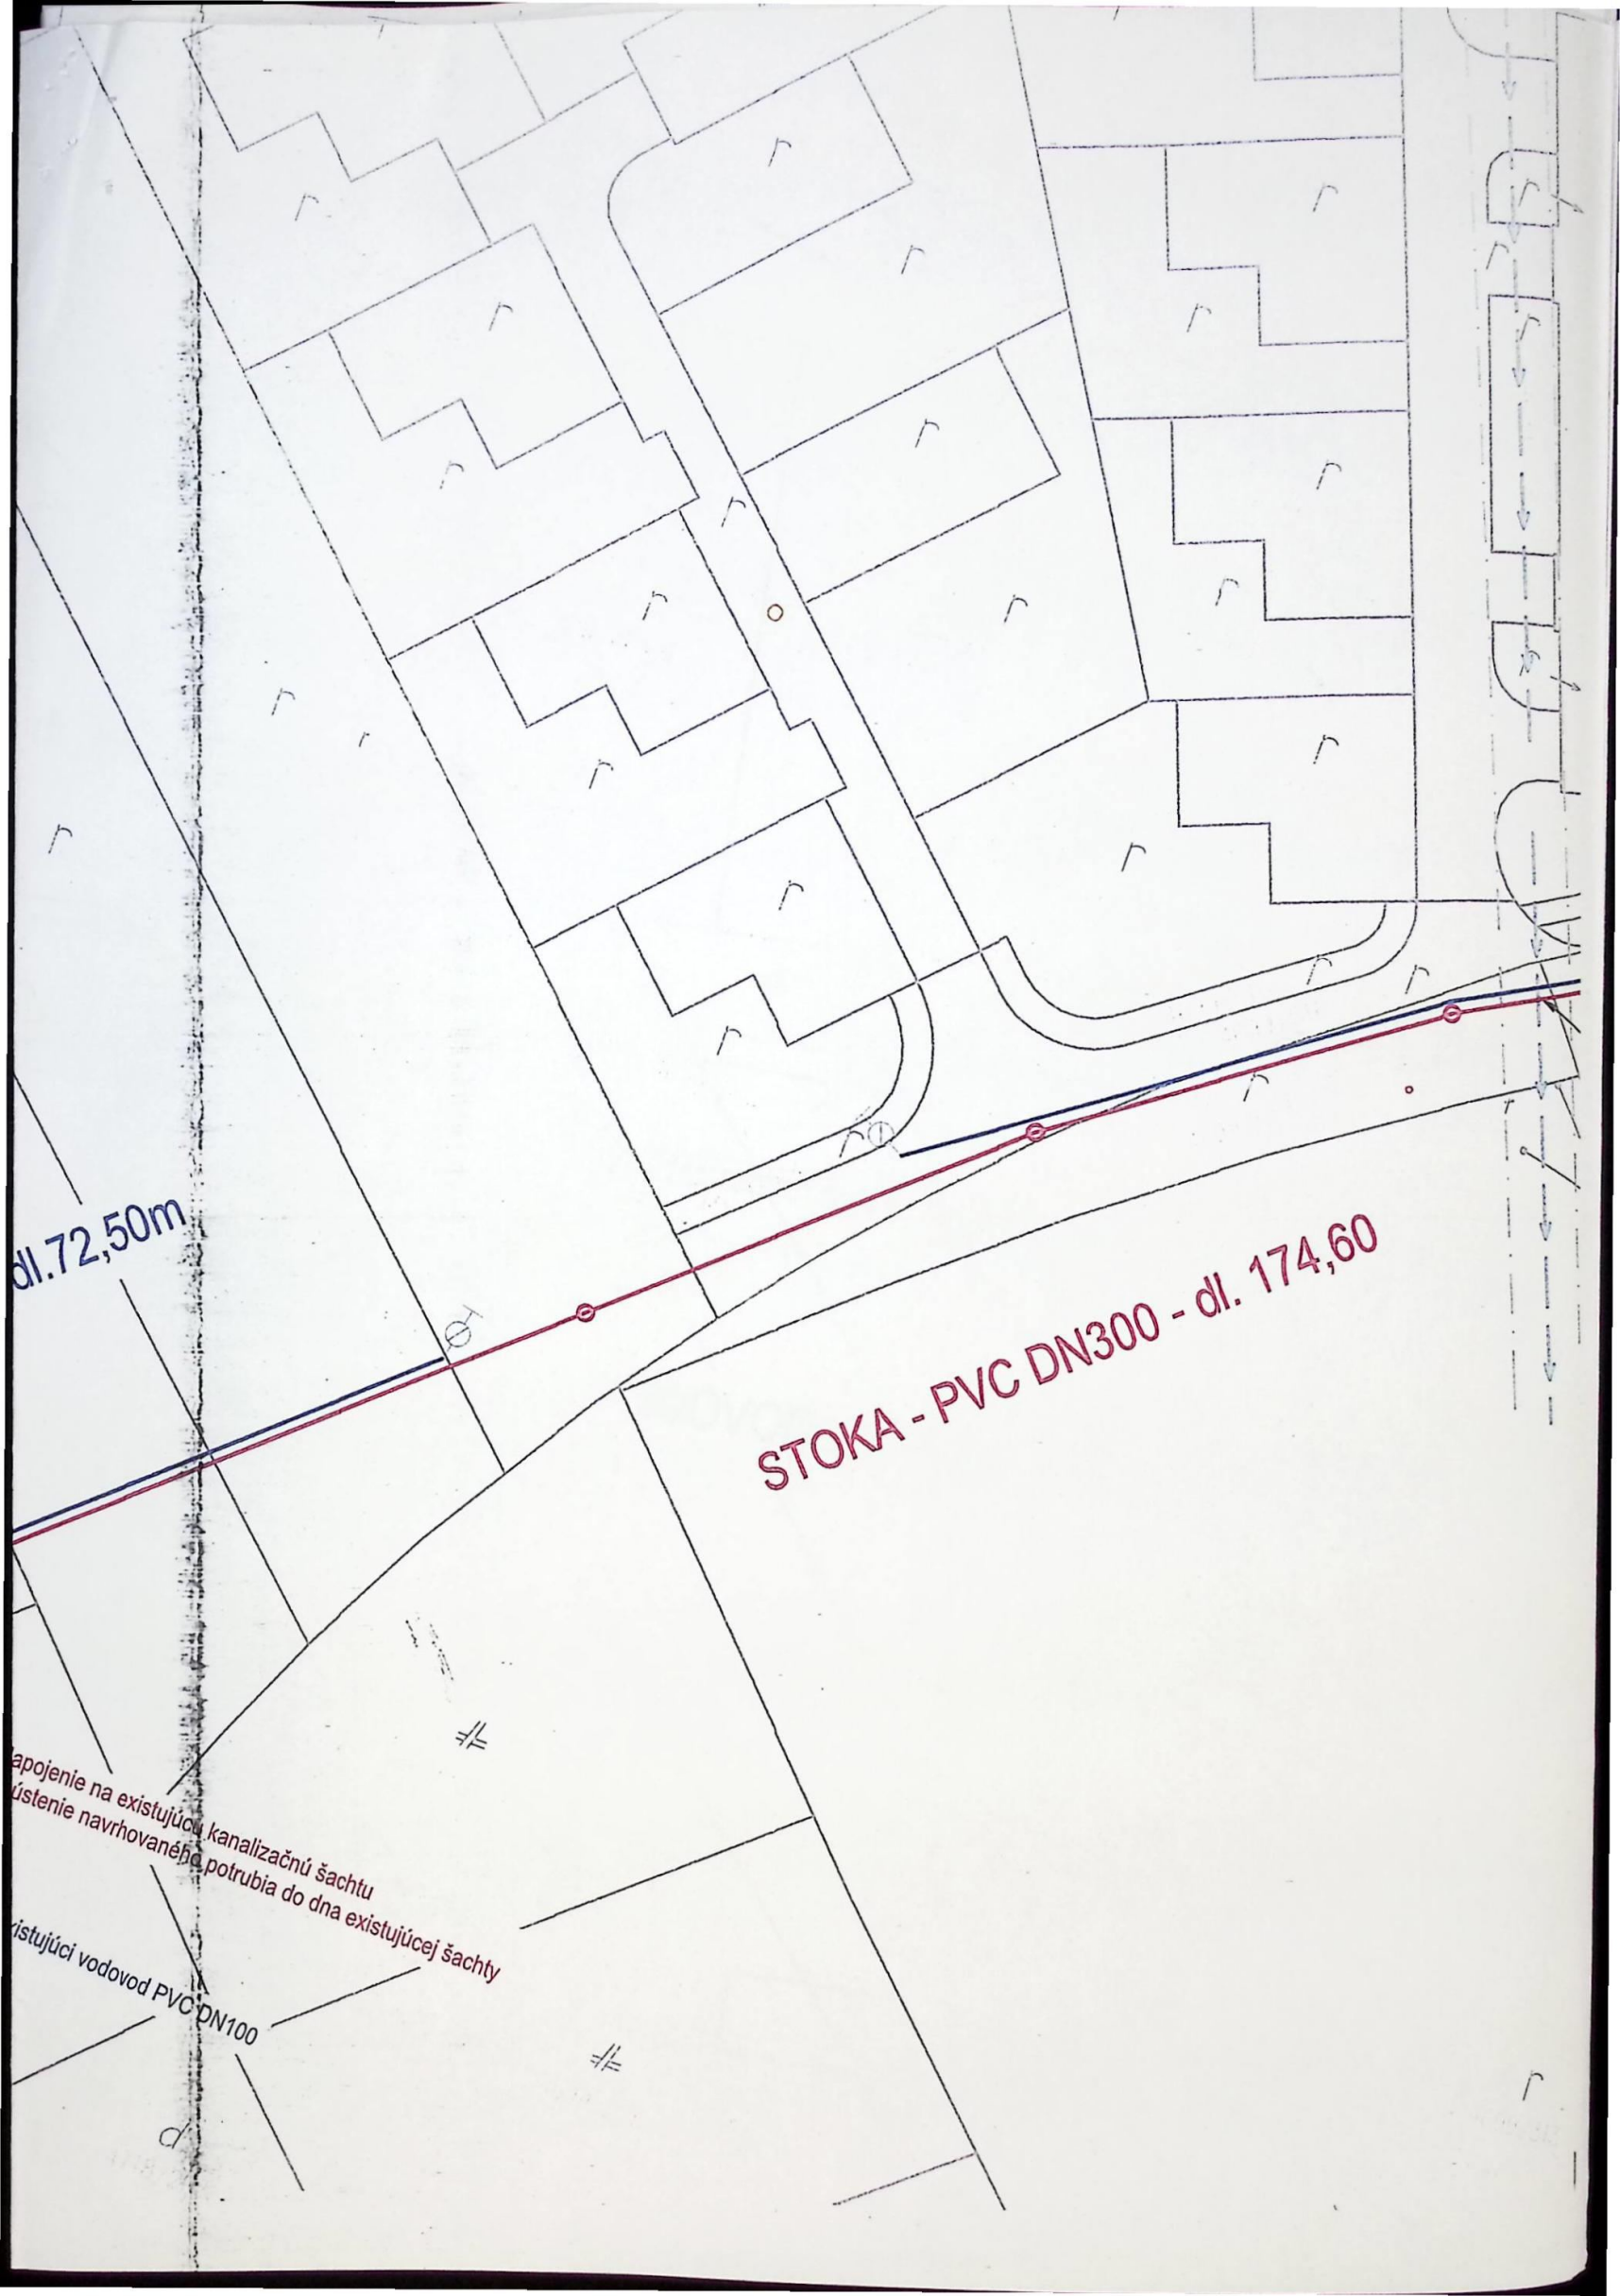 dl.72,50m
STOKA - PVC DN300 - dl. 174,60
apojenie na existujúcu kanalizačnú šachtu
ústenie navrhovaného potrubia do dna existujúcej šachty
xistujúci vodovod PVC DN100